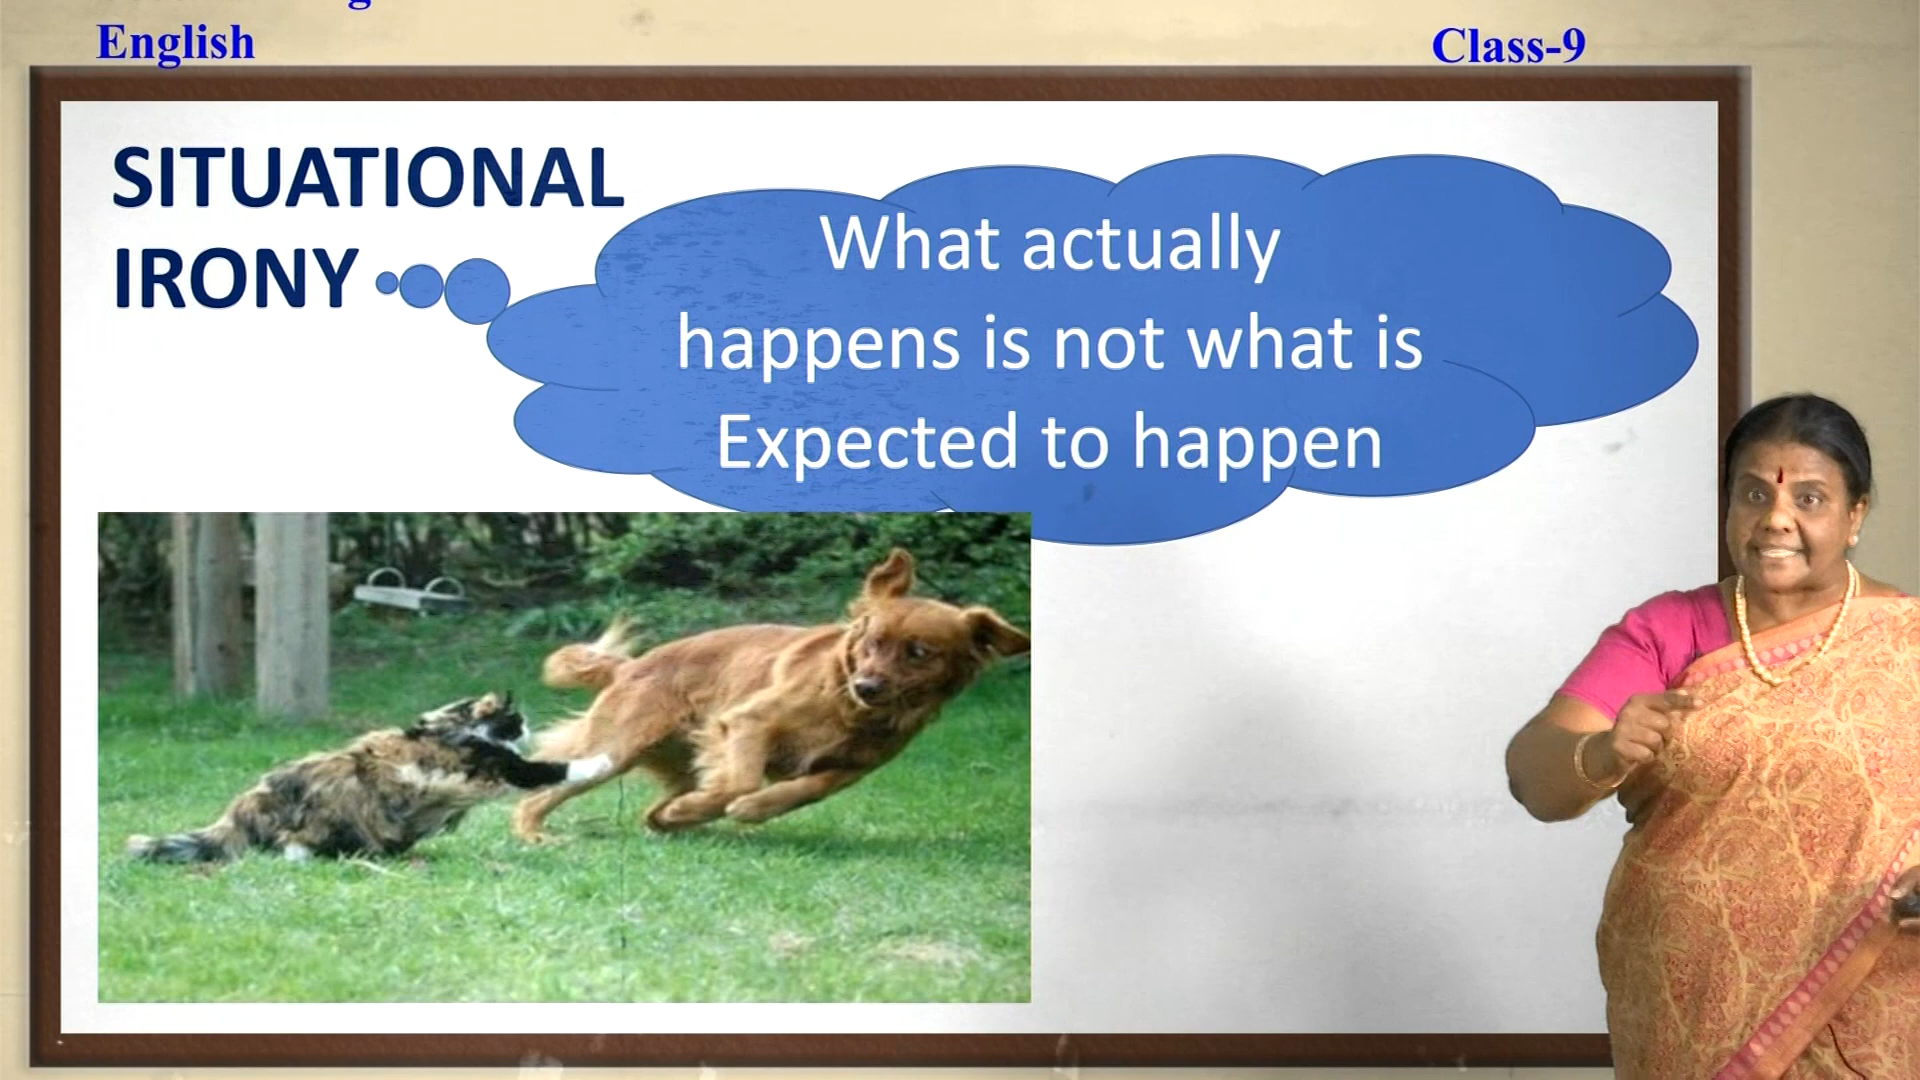 English
Class-9
SITUATIONAL
IRONY
What actually
happens is not what is
Expected to happen